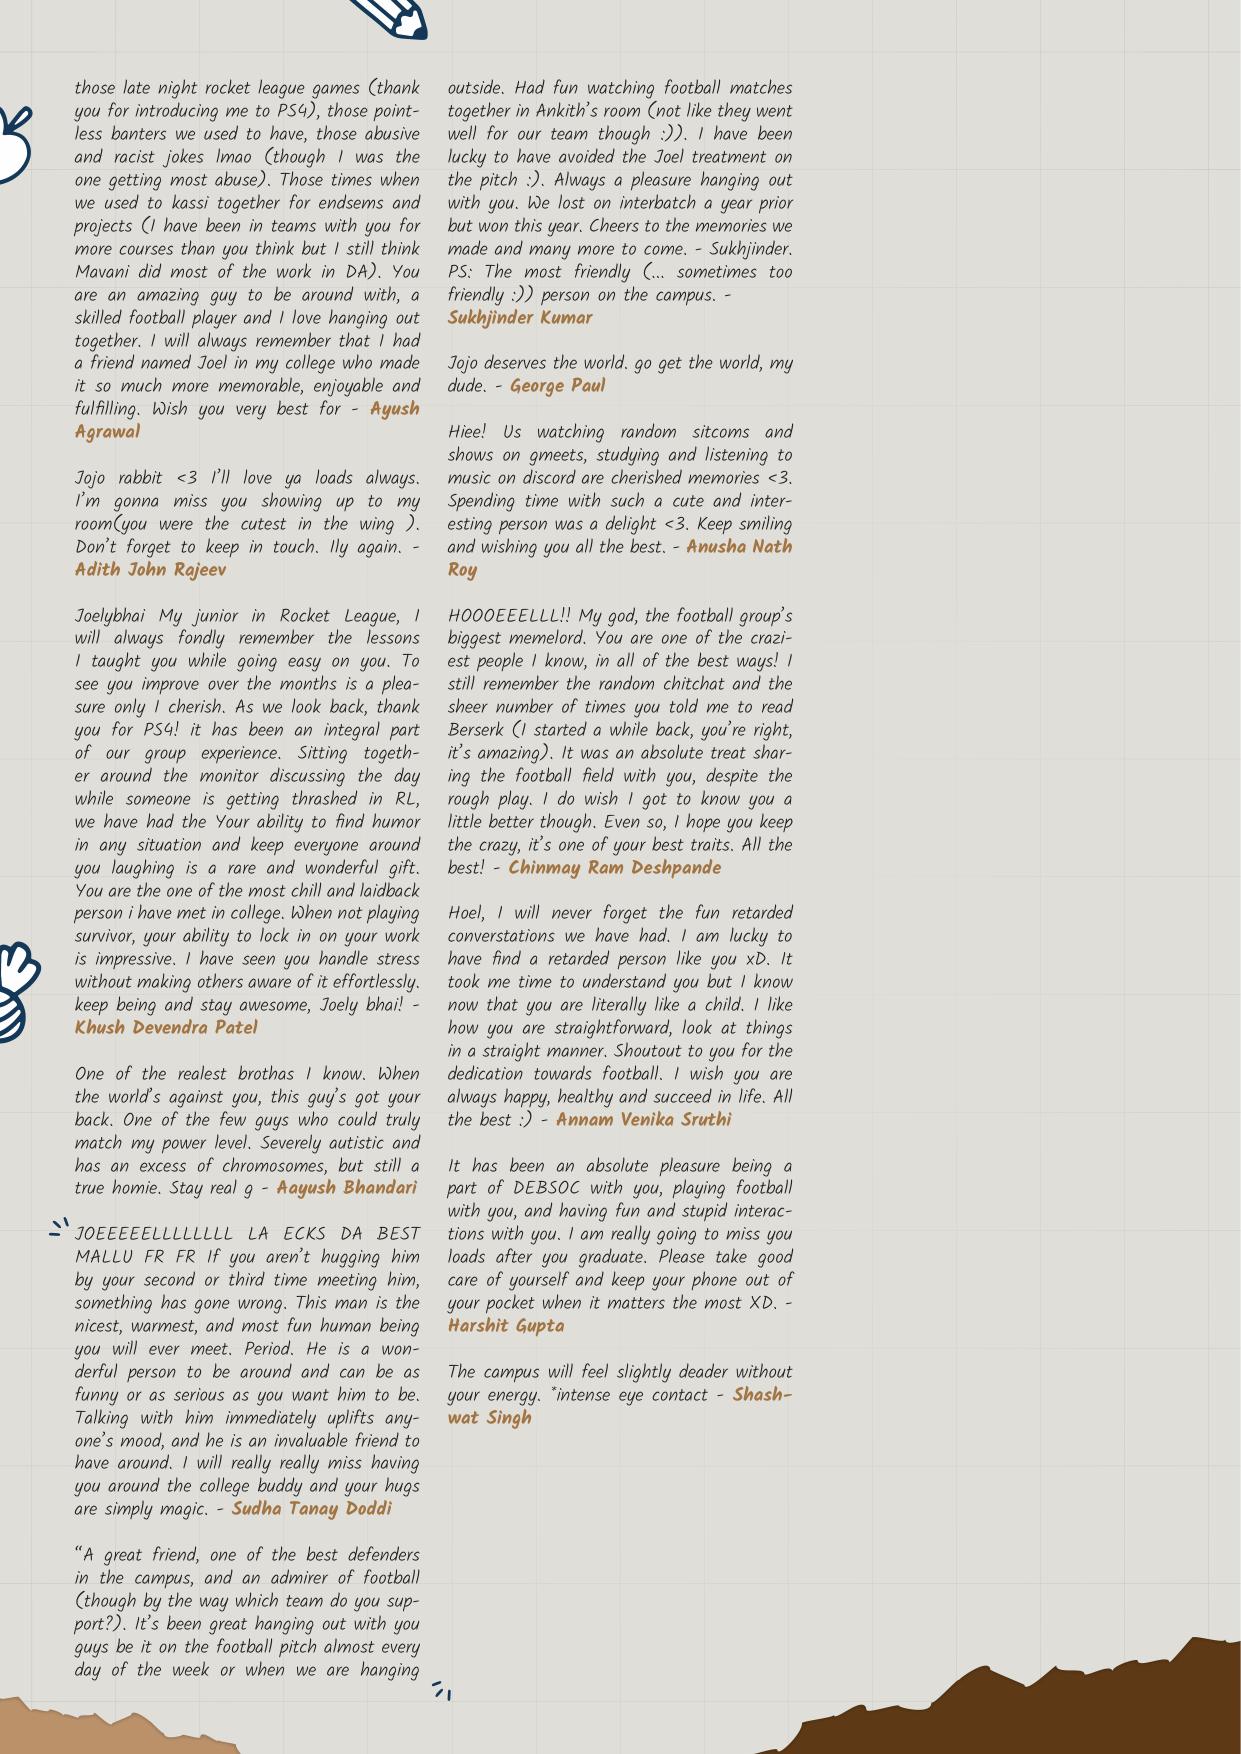 those late night rocket league games (thank
you for introducing me to PS4), those point-
less banters we used to have, those abusive
and racist jokes lmao (though I was the
one getting most abuse). Those times when
we used to kassi together for endsems and
projects (I have been in teams with you for
more courses than you think but I still think
Mavani did most of the work in DA). You
are an amazing guy to be around with, a
skilled football player and I love hanging out
together. I will always remember that I had
a friend named Joel in my college who made
it so much more memorable, enjoyable and
fulfilling. Wish you very best for - Ayush
Agrawal
Jojo rabbit <3 I'll love ya loads always.
I'm gonna miss you showing up to my
room(you were the cutest in the wing ).
Don't forget to keep in touch. Ily again. -
Adith John Rajeev
Joelybhai My junior in Rocket League, I
will always fondly remember the lessons
I taught you while going easy on you. To
see you improve over the months is a plea-
sure only I cherish. As we look back, thank
you for PS4! it has been an integral part
of our group experience. Sitting togeth-
er around the monitor discussing the day
while someone is getting thrashed in RL,
we have had the Your ability to find humor
in any situation and keep everyone around
you laughing is a rare and wonderful gift.
You are the one of the most chill and laidback
person i have met in college. When not playing
survivor, your ability to lock in on your work
is impressive. I have seen you handle stress
without making others aware of it effortlessly.
keep being and stay awesome, Joely bhai! -
Khush Devendra Patel
One of the realest brothas I know. When
the world's against you, this guy's got your
back. One of the few guys who could truly
match my power level. Severely autistic and
has an excess of chromosomes, but still a
true homie. Stay real g - Aayush Bhandari
JOEEEEELLLLLLLL LA ECKS DA BEST
MALLU FR FR If you aren't hugging him
by your second or third time meeting him,
something has gone wrong. This man is the
nicest, warmest, and most fun human being
you will ever meet. Period. He is a won-
derful person to be around and can be as
funny or as serious as you want him to be.
Talking with him immediately uplifts any-
one's mood, and he is an invaluable friend to
have around. I will really really miss having
you around the college buddy and your hugs
are simply magic. - Sudha Tanay Doddi
"A great friend, one of the best defenders
in the campus, and an admirer of football
(though by the way which team do you sup-
port?). It's been great hanging out with you
guys be it on the football pitch almost every
day of the week or when we are hanging
outside. Had fun watching football matches
together in Ankith's room (not like they went
well for our team though :)). I have been
lucky to have avoided the Joel treatment on
the pitch :). Always a pleasure hanging out
with you. We lost on interbatch a year prior
but won this year. Cheers to the memories we
made and many more to come. - Sukhjinder.
PS: The most friendly (... sometimes too
friendly :)) person on the campus. -
Sukhjinder Kumar
Jojo deserves the world. go get the world, my
dude. - George Paul
Hiee! Us watching random sitcoms and
shows on gmeets, studying and listening to
music on discord are cherished memories <3.
Spending time with such a cute and inter-
esting person was a delight <3. Keep smiling
and wishing you all the best. - Anusha Nath
Roy
HOOOEEELLL!! My god, the football group's
biggest memelord. You are one of the crazi-
est people I know, in all of the best ways! I
still remember the random chitchat and the
sheer number of times you told me to read
Berserk (I started a while back, you're right,
it's amazing). It was an absolute treat shar-
ing the football field with you, despite the
rough play. I do wish I got to know you a
little better though. Even so, I hope you keep
the crazy, it's one of your best traits. All the
best! - Chinmay Ram Deshpande
Hoel, I will never forget the fun retarded
converstations we have had. I am lucky to
have find a retarded person like you xD. It
took me time to understand you but I know
now that you are literally like a child. I like
how you are straightforward, look at things
in a straight manner. Shoutout to you for the
dedication towards football. I wish you are
always happy, healthy and succeed in life. All
the best :) - Annam Venika Sruthi
It has been an absolute pleasure being a
part of DEBSOC with you, playing football
with you, and having fun and stupid interac-
tions with you. I am really going to miss you
loads after you graduate. Please take good
care of yourself and keep your phone out of
your pocket when it matters the most XD. -
Harshit Gupta
The campus will feel slightly deader without
your energy. *intense eye contact - Shash-
wat Singh